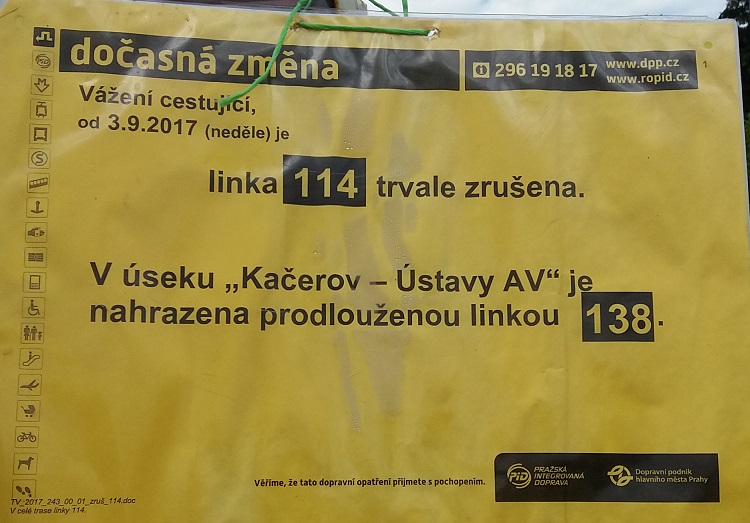 dočasná změna
296 19 18 17
www.dpp.cz
www.ropid.cz
1
Vážení cestující,
od 3.9.2017 (neděle) je
linka 114 trvale zrušena.
V úseku „Kačerov – Ústavy AV“ je
nahrazena prodlouženou linkou 138.
Věříme, že tato dopravní opatření přijmete s pochopením.
PID
PRAŽSKÁ
INTEGROVANÁ
DOPRAVA
Dopravní podnik
hlavního města Prahy
TV_2017_243_00_01_zruš_114.doc
V celé trase linky 114.